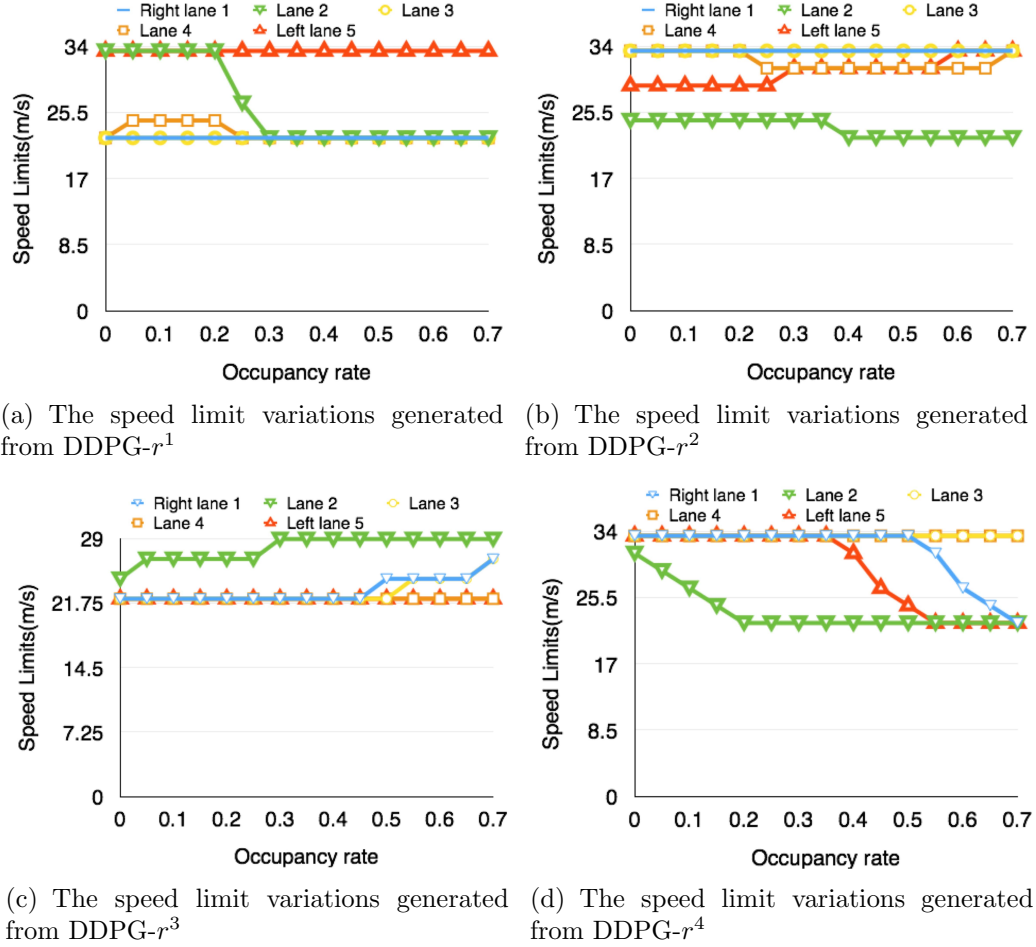 Right lane 1 Lane 2 Lane 3
Lane 4 Left lane 5
34
25.5
17
8.5
0
Speed Limits(m/s)
0 0.1 0.2 0.3 0.4 0.5 0.6 0.7
Occupancy rate
(a) The speed limit variations generated
from DDPG-r¹
Right lane 1 Lane 2 Lane 3
Lane 4 Left lane 5
34
25.5
17
8.5
0
Speed Limits(m/s)
0 0.1 0.2 0.3 0.4 0.5 0.6 0.7
Occupancy rate
(b) The speed limit variations generated
from DDPG-r²
Right lane 1 Lane 2 Lane 3
Lane 4 Left lane 5
29
21.75
14.5
7.25
0
Speed Limits(m/s)
0 0.1 0.2 0.3 0.4 0.5 0.6 0.7
Occupancy rate
(c) The speed limit variations generated
from DDPG-r³
Right lane 1 Lane 2 Lane 3
Lane 4 Left lane 5
34
25.5
17
8.5
0
Speed Limits(m/s)
0 0.1 0.2 0.3 0.4 0.5 0.6 0.7
Occupancy rate
(d) The speed limit variations generated
from DDPG-r⁴